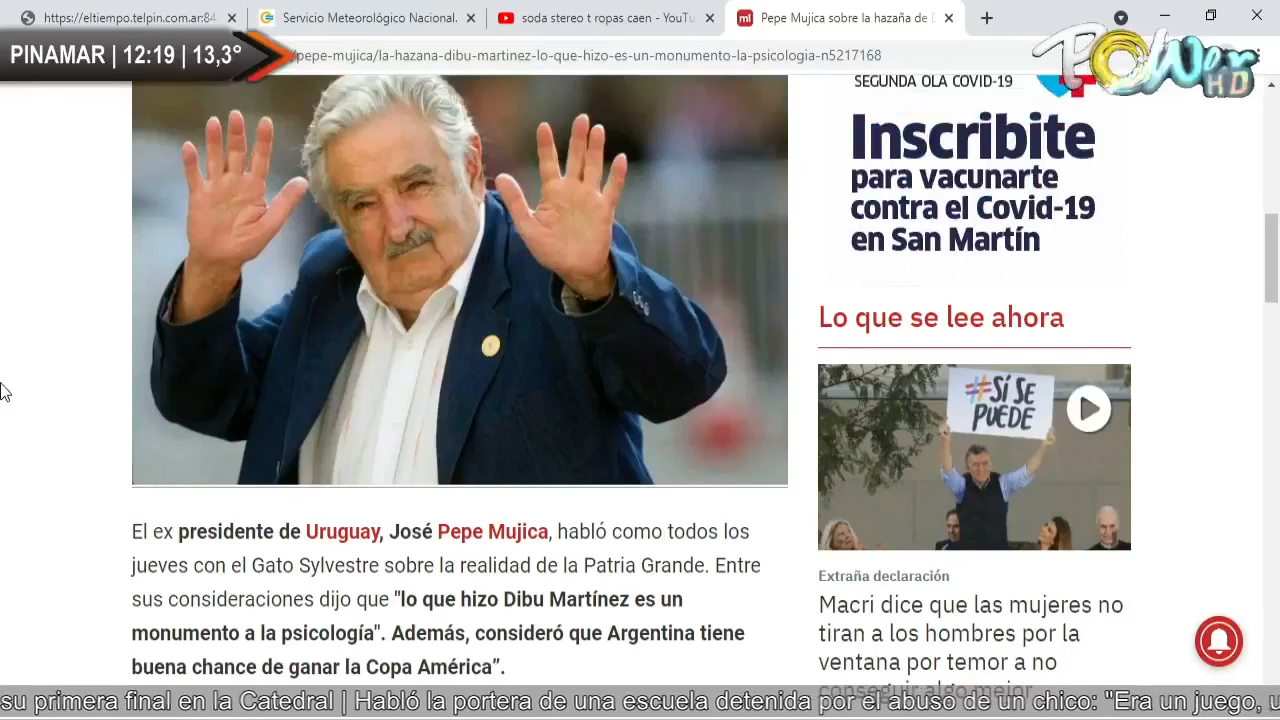 https://eltiempo.telpin.com.ar:84
Servicio Meteorológico Nacional.
soda stereo t ropas caen - YouTu
Pepe Mujica sobre la hazaña de D
PINAMAR | 12:19 | 13,3°
/pepe-mujica/la-hazana-dibu-martinez-lo-que-hizo-es-un-monumento-la-psicologia-n5217168
POWer
HD
SEGUNDA OLA COVID-19
Inscribite
para vacunarte
contra el Covid-19
en San Martín
Lo que se lee ahora
#SÍ SE
PUEDE
Extraña declaración
Macri dice que las mujeres no
tiran a los hombres por la
ventana por temor a no
conseguir algo mejor
El ex presidente de Uruguay, José Pepe Mujica, habló como todos los
jueves con el Gato Sylvestre sobre la realidad de la Patria Grande. Entre
sus consideraciones dijo que "lo que hizo Dibu Martínez es un
monumento a la psicología". Además, consideró que Argentina tiene
buena chance de ganar la Copa América”.
su primera final en la Catedral | Habló la portera de una escuela detenida por el abuso de un chico: "Era un juego, u